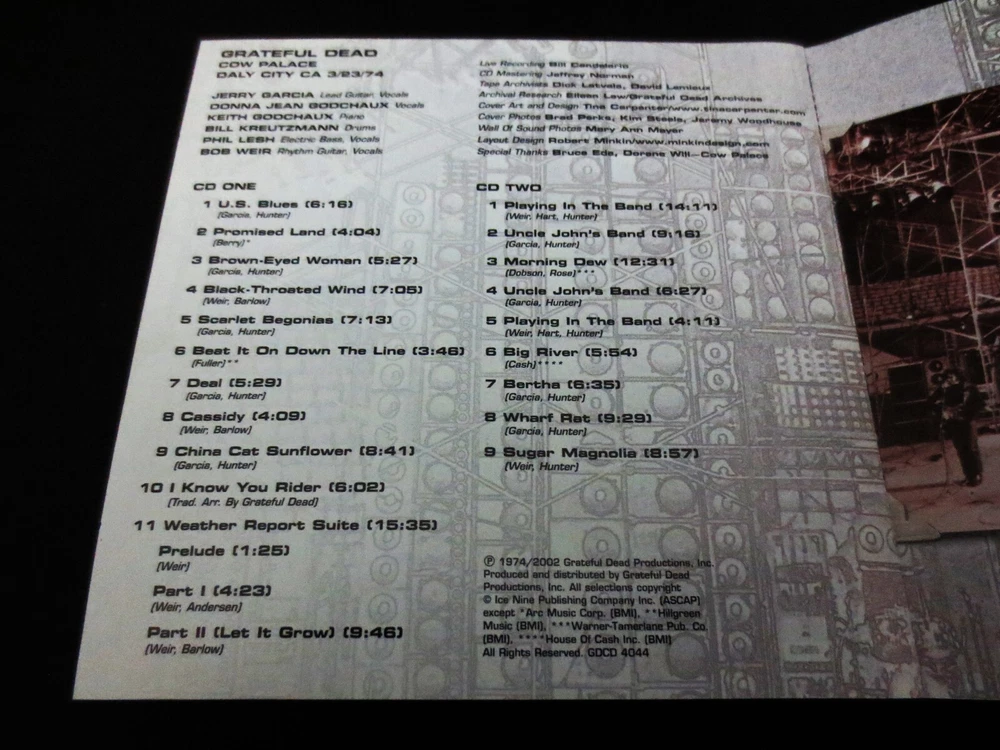 GRATEFUL DEAD
COW PALACE
DALY CITY CA 3/23/74
JERRY GARCIA Lead Guitar, Vocals
DONNA JEAN GODCHAUX Vocals
KEITH GODCHAUX Piano
BILL KREUTZMANN Drums
PHIL LESH Electric Bass, Vocals
BOB WEIR Rhythm Guitar, Vocals
CD ONE
1 U.S. Blues (6:16)
(Garcia, Hunter)
2 Promised Land (4:04)
(Berry)*
3 Brown-Eyed Woman (5:27)
(Garcia, Hunter)
4 Black-Throated Wind (7:05)
(Weir, Barlow)
5 Scarlet Begonias (7:13)
(Garcia, Hunter)
6 Beat It On Down The Line (3:46)
(Fuller)**
7 Deal (5:29)
(Garcia, Hunter)
8 Cassidy (4:09)
(Weir, Barlow)
9 China Cat Sunflower (8:41)
(Garcia, Hunter)
10 I Know You Rider (6:02)
(Trad. Arr. By Grateful Dead)
11 Weather Report Suite (15:35)
Prelude (1:25)
(Weir)
Part I (4:23)
(Weir, Andersen)
Part II (Let It Grow) (9:46)
(Weir, Barlow)
Live Recording Bill Candelario
CD Mastering Jeffrey Norman
Tape Archivists Dick Latvala, David Lemieux
Archival Research Eileen Law/Grateful Dead Archives
Cover Art and Design Tina Carpenter/www.tinacarpenter.com
Cover Photos Brad Perks, Kim Steele, Jeremy Woodhouse
Wall Of Sound Photos Mary Ann Mayer
Layout Design Robert Minkin/www.minkindesign.com
Special Thanks Bruce Eda, Dorens Will—Cow Palace
CD TWO
1 Playing In The Band (14:11)
(Weir, Hart, Hunter)
2 Uncle John's Band (9:16)
(Garcia, Hunter)
3 Morning Dew (12:31)
(Dobson, Rose)***
4 Uncle John's Band (6:27)
(Garcia, Hunter)
5 Playing In The Band (4:11)
(Weir, Hart, Hunter)
6 Big River (5:54)
(Cash)****
7 Bertha (6:35)
(Garcia, Hunter)
8 Wharf Rat (9:29)
(Garcia, Hunter)
9 Sugar Magnolia (8:57)
(Weir, Hunter)
℗ 1974/2002 Grateful Dead Productions, Inc.
Produced and distributed by Grateful Dead
Productions, Inc. All selections copyright
© Ice Nine Publishing Company Inc. (ASCAP)
except *Arc Music Corp. (BMI), **Hillgreen
Music (BMI), ***Warner-Tamerlane Pub. Co.
(BMI), ****House Of Cash Inc. (BMI)
All Rights Reserved. GDCD 4044